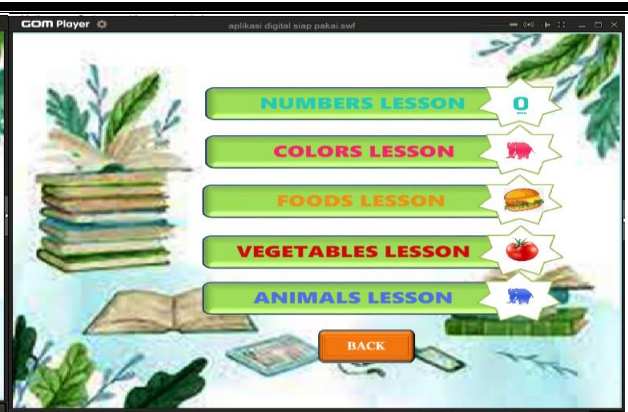 GOM Player
aplikasi digital siap pakai.swf
NUMBERS LESSON
0
COLORS LESSON
FOODS LESSON
VEGETABLES LESSON
ANIMALS LESSON
BACK